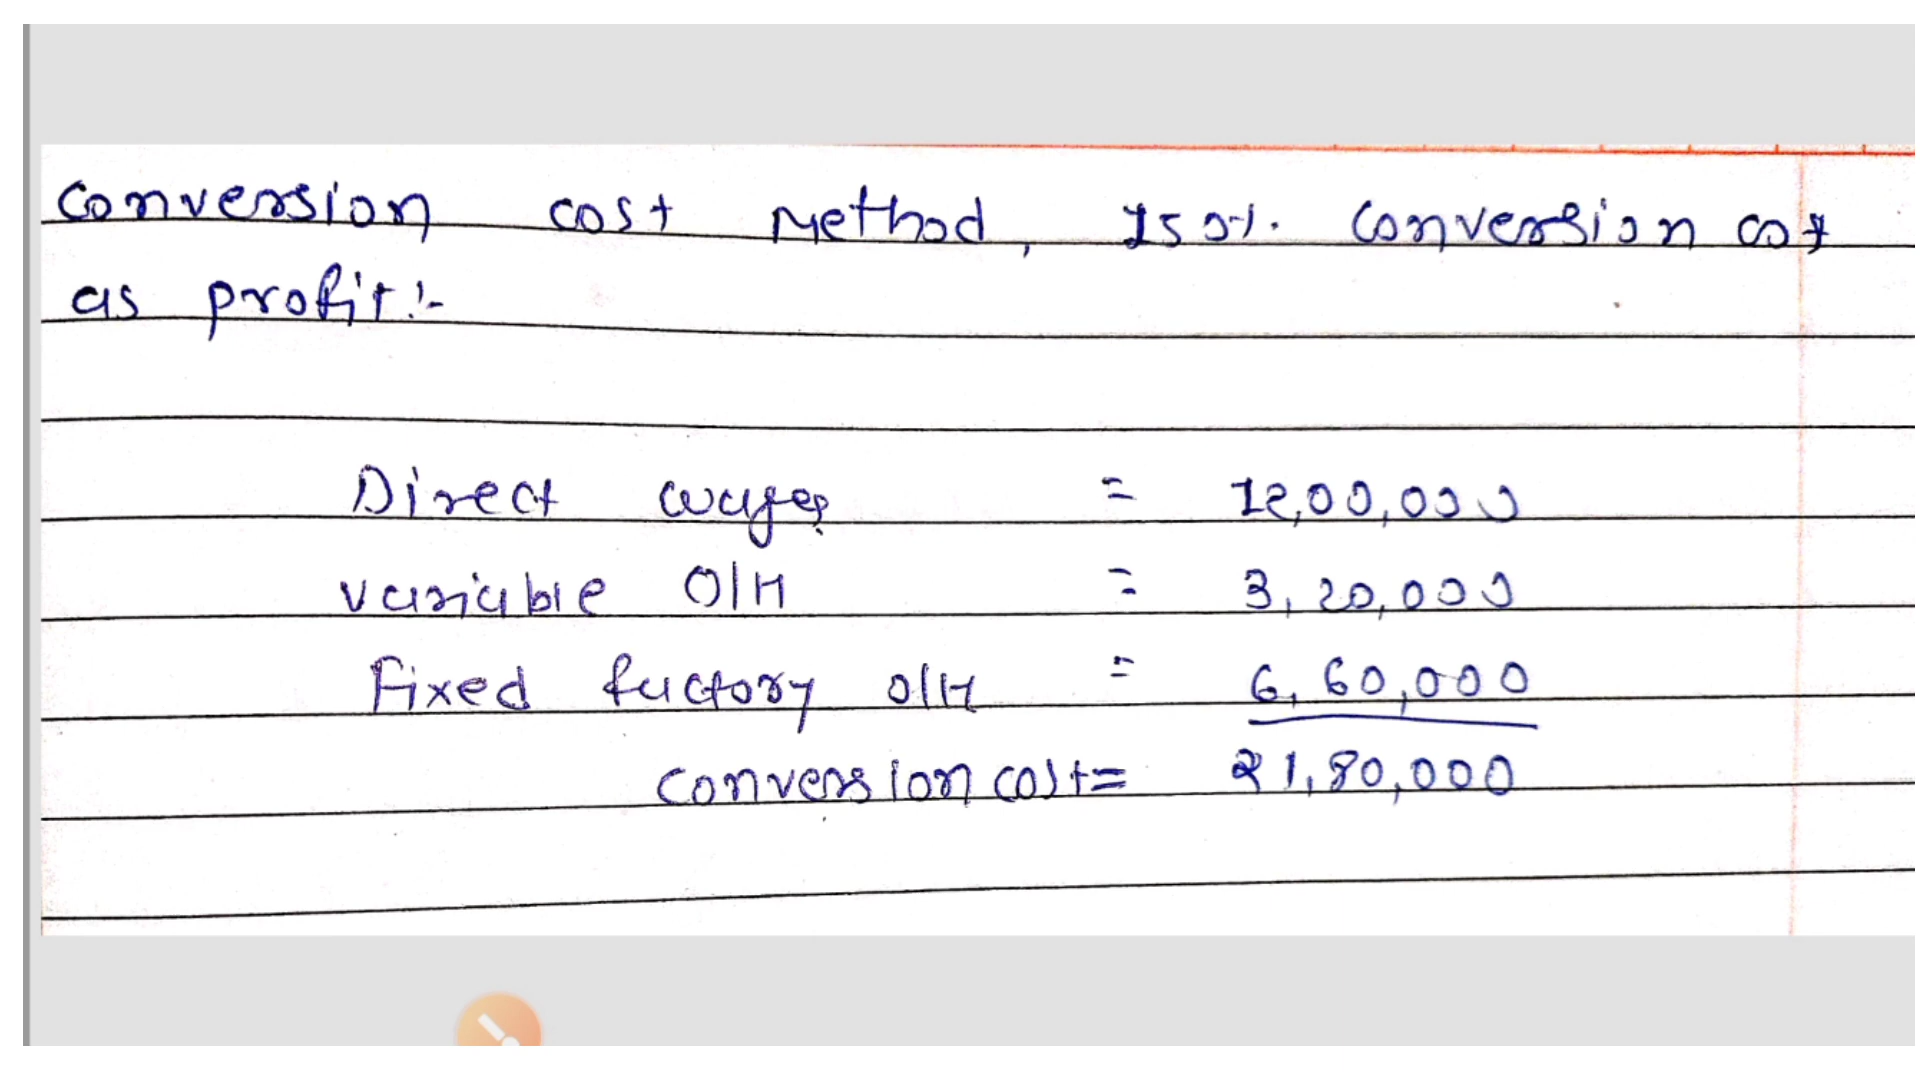 Conversion cost Method, 150%. Conversion cost
as profit:-
Direct wages = 12,00,000
variable O/H = 3,20,000
Fixed factory O/H = 6,60,000
conversion cost = 21,80,000